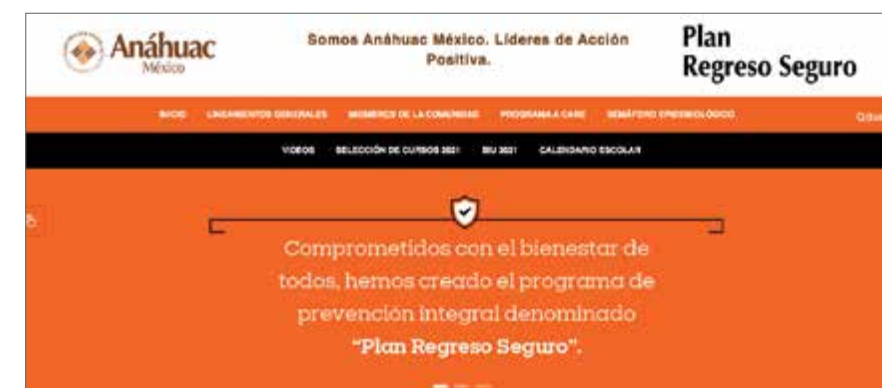 Anáhuac
México
Somos Anáhuac México. Líderes de Acción
Positiva.
Plan
Regreso Seguro
INICIO LINEAMIENTOS GENERALES MIEMBROS DE LA COMUNIDAD PROGRAMA A CARE SEMÁFORO EPIDEMIOLÓGICO
VIDEOS SELECCIÓN DE CURSOS 2021 BIU 2021 CALENDARIO ESCOLAR
Comprometidos con el bienestar de
todos, hemos creado el programa de
prevención integral denominado
“Plan Regreso Seguro”.